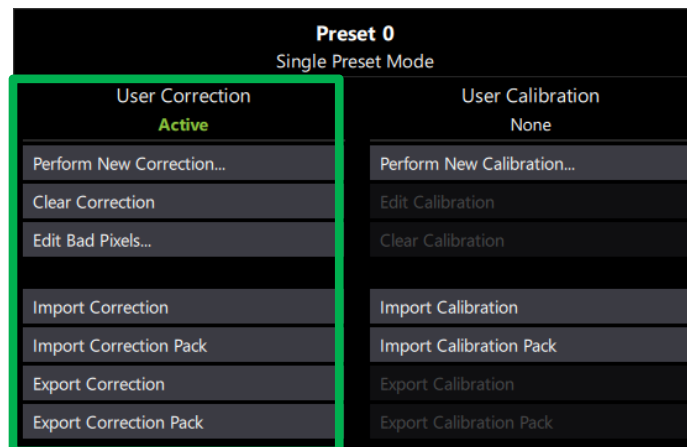 Preset 0
Single Preset Mode
User Correction
Active
Perform New Correction...
Clear Correction
Edit Bad Pixels...
Import Correction
Import Correction Pack
Export Correction
Export Correction Pack
User Calibration
None
Perform New Calibration...
Edit Calibration
Clear Calibration
Import Calibration
Import Calibration Pack
Export Calibration
Export Calibration Pack